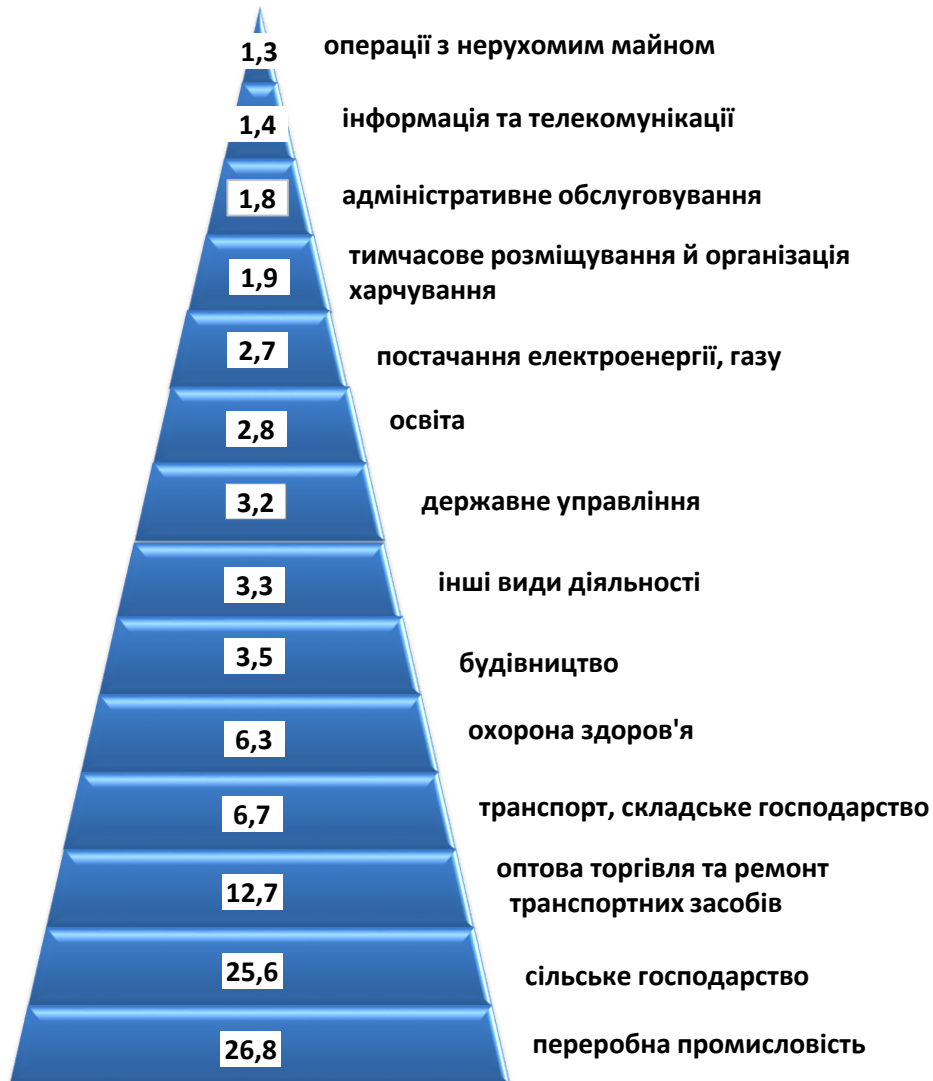 1,3 операції з нерухомим майном
1,4 інформація та телекомунікації
1,8 адміністративне обслуговування
1,9 тимчасове розміщування й організація
харчування
2,7 постачання електроенергії, газу
2,8 освіта
3,2 державне управління
3,3 інші види діяльності
3,5 будівництво
6,3 охорона здоров'я
6,7 транспорт, складське господарство
12,7 оптова торгівля та ремонт
транспортних засобів
25,6 сільське господарство
26,8 переробна промисловість